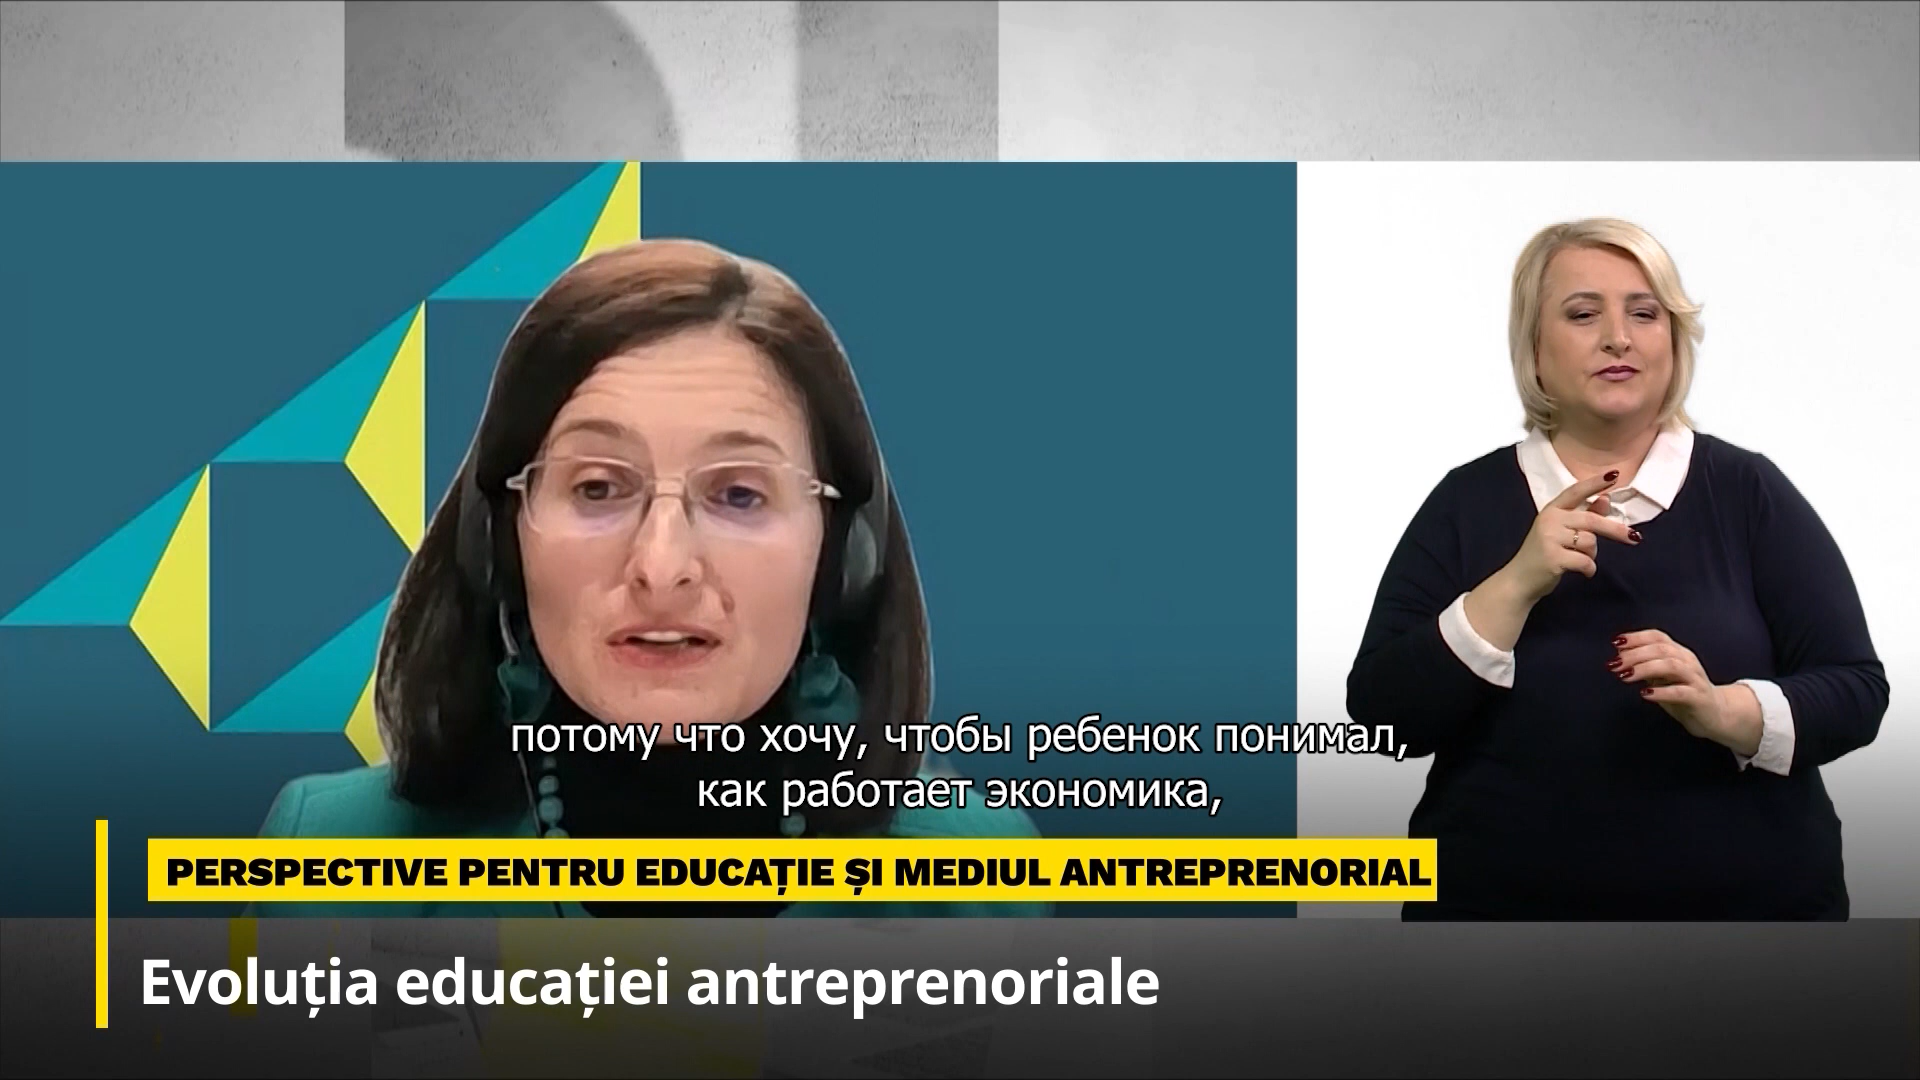 потому что хочу, чтобы ребенок понимал,
как работает экономика,
PERSPECTIVE PENTRU EDUCAȚIE ȘI MEDIUL ANTREPRENORIAL
Evoluția educației antreprenoriale